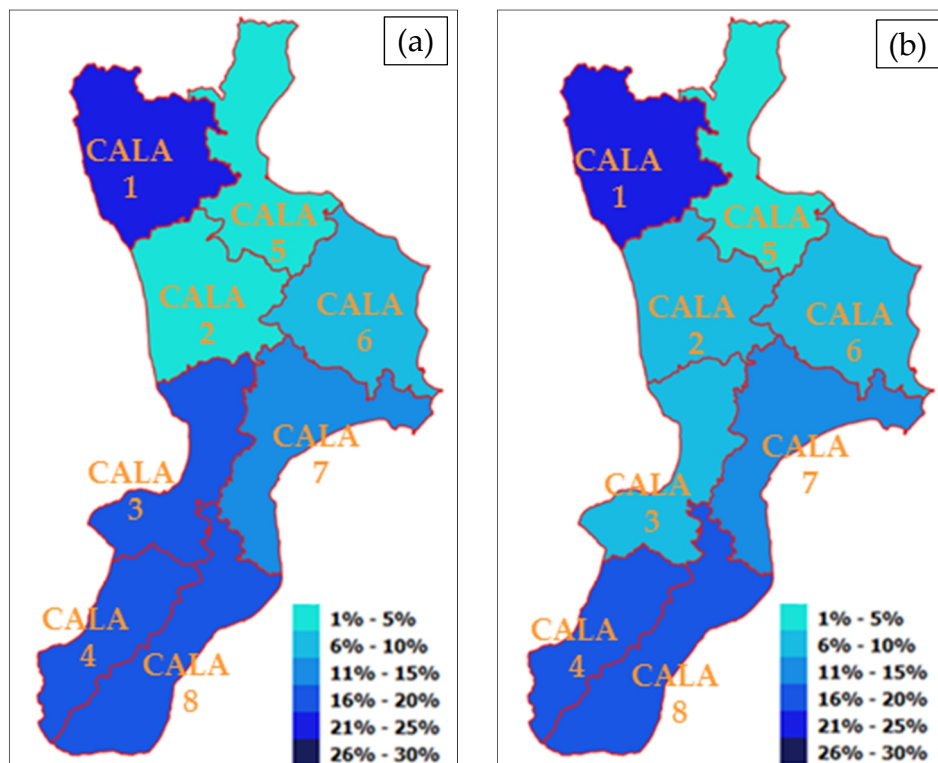 (a)
CALA
1
CALA
5
CALA
2
CALA
6
CALA
7
CALA
3
CALA
4
CALA
8
1% - 5%
6% - 10%
11% - 15%
16% - 20%
21% - 25%
26% - 30%
(b)
CALA
1
CALA
5
CALA
2
CALA
6
CALA
7
CALA
3
CALA
4
CALA
8
1% - 5%
6% - 10%
11% - 15%
16% - 20%
21% - 25%
26% - 30%